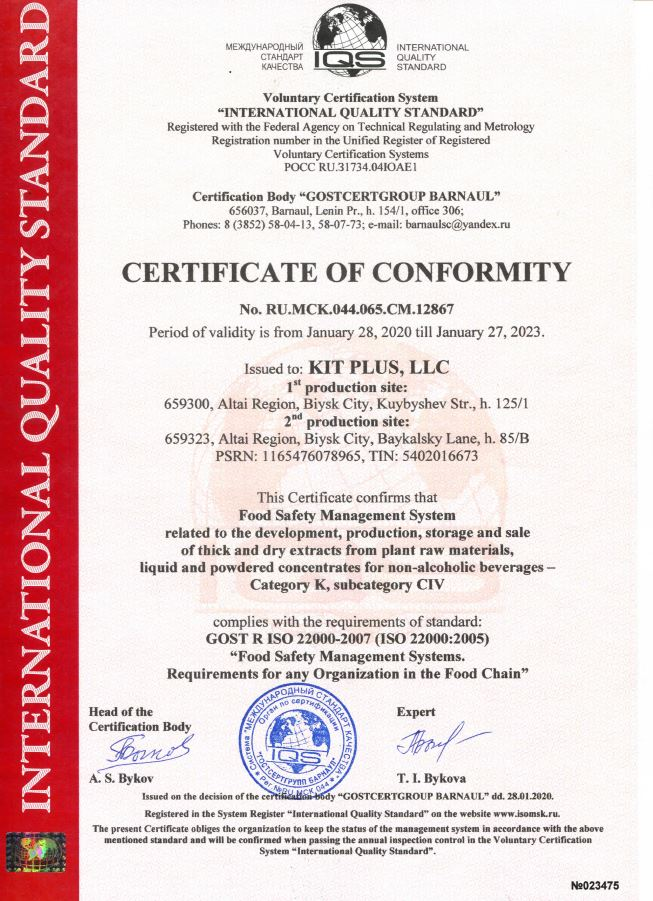 INTERNATIONAL QUALITY STANDARD
МЕЖДУНАРОДНЫЙ
СТАНДАРТ
КАЧЕСТВА
IQS
INTERNATIONAL
QUALITY
STANDARD
Voluntary Certification System
“INTERNATIONAL QUALITY STANDARD”
Registered with the Federal Agency on Technical Regulating and Metrology
Registration number in the Unified Register of Registered
Voluntary Certification Systems
РОСС RU.31734.04ІОАЕ1
Certification Body “GOSTCERTGROUP BARNAUL”
656037, Barnaul, Lenin Pr., h. 154/1, office 306;
Phones: 8 (3852) 58-04-13, 58-07-73; e-mail: barnaulsc@yandex.ru
CERTIFICATE OF CONFORMITY
No. RU.MCK.044.065.CM.12867
Period of validity is from January 28, 2020 till January 27, 2023.
Issued to: KIT PLUS, LLC
1st production site:
659300, Altai Region, Biysk City, Kuybyshev Str., h. 125/1
2nd production site:
659323, Altai Region, Biysk City, Baykalsky Lane, h. 85/B
PSRN: 1165476078965, TIN: 5402016673
This Certificate confirms that
Food Safety Management System
related to the development, production, storage and sale
of thick and dry extracts from plant raw materials,
liquid and powdered concentrates for non-alcoholic beverages –
Category K, subcategory CIV
complies with the requirements of standard:
GOST R ISO 22000-2007 (ISO 22000:2005)
“Food Safety Management Systems.
Requirements for any Organization in the Food Chain”
Head of the
Certification Body
A. S. Bykov
Система "МЕЖДУНАРОДНЫЙ СТАНДАРТ КАЧЕСТВА"
Орган по сертификации
IQS
"ГОСТСЕРТГРУПП БАРНАУЛ"
Рег.№RU.МСК.044
Expert
T. I. Bykova
Issued on the decision of the certification body “GOSTCERTGROUP BARNAUL” dd. 28.01.2020.
Registered in the System Register “International Quality Standard” on the website www.isomsk.ru.
The present Certificate obliges the organization to keep the status of the management system in accordance with the above
mentioned standard and will be confirmed when passing the annual inspection control in the Voluntary Certification
System “International Quality Standard”.
№023475